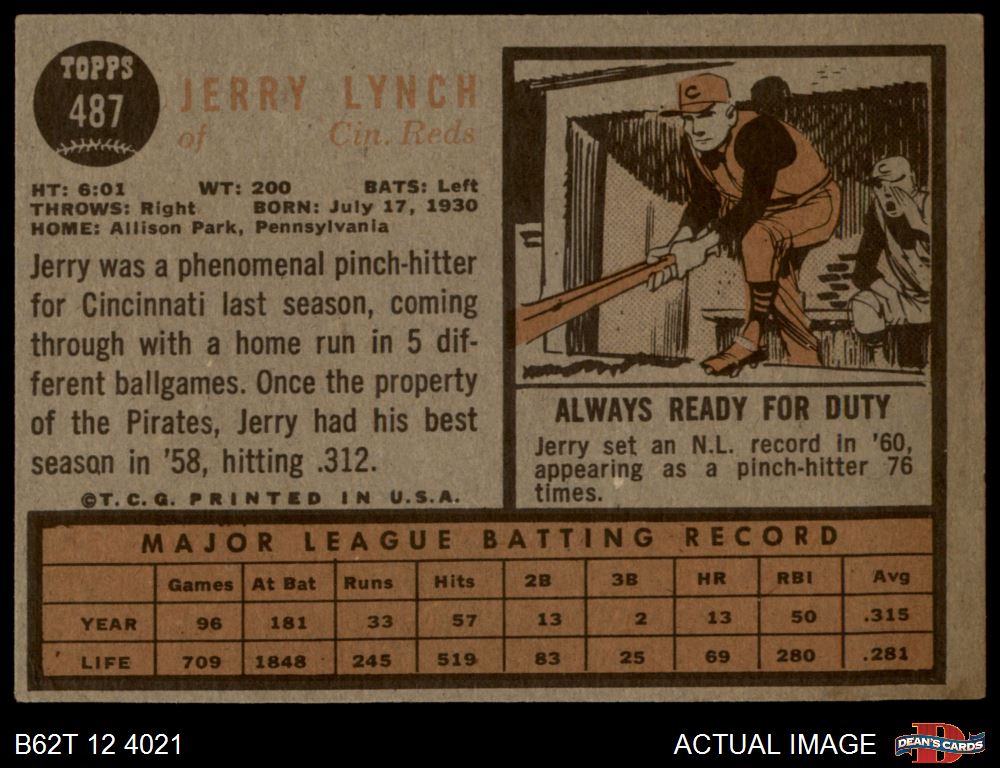 TOPPS
487
JERRY LYNCH
of Cin. Reds
HT: 6:01 WT: 200 BATS: Left
THROWS: Right BORN: July 17, 1930
HOME: Allison Park, Pennsylvania
Jerry was a phenomenal pinch-hitter
for Cincinnati last season, coming
through with a home run in 5 dif-
ferent ballgames. Once the property
of the Pirates, Jerry had his best
season in '58, hitting .312.
©T.C.G. PRINTED IN U.S.A.
C
ALWAYS READY FOR DUTY
Jerry set an N.L. record in '60,
appearing as a pinch-hitter 76
times.
MAJOR LEAGUE BATTING RECORD
Games At Bat Runs Hits 2B 3B HR RBI Avg
YEAR 96 181 33 57 13 2 13 50 .315
LIFE 709 1848 245 519 83 25 69 280 .281
B62T 12 4021
ACTUAL IMAGE
D
DEAN'S CARDS